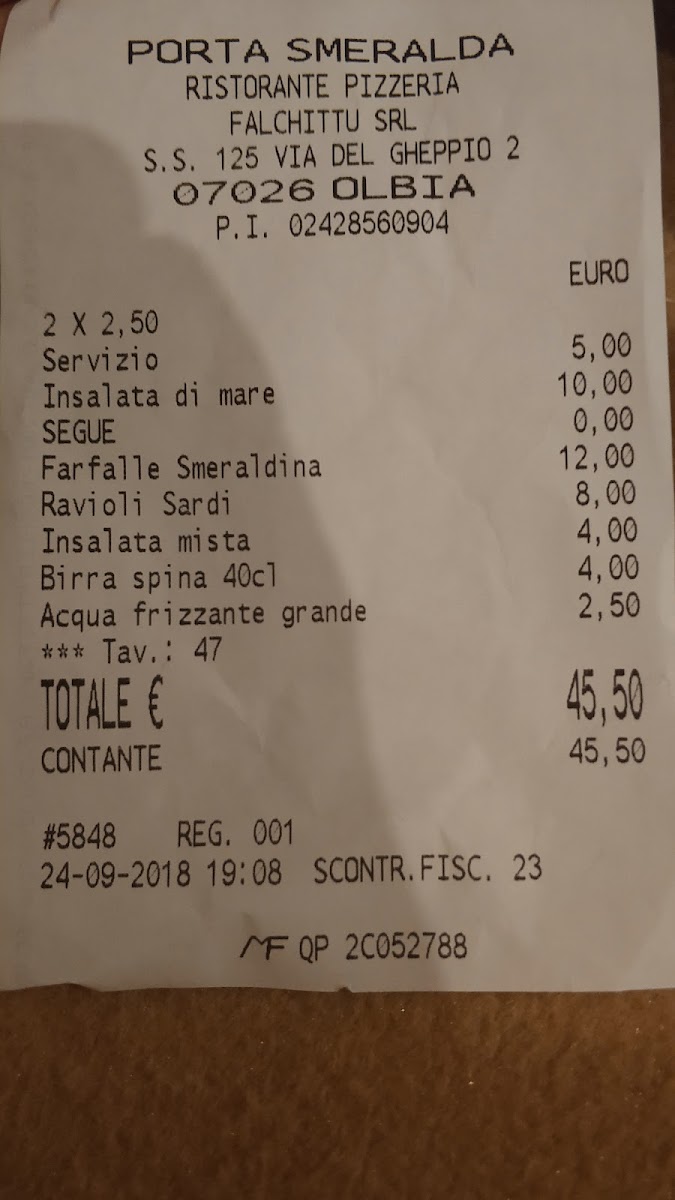 PORTA SMERALDA
RISTORANTE PIZZERIA
FALCHITTU SRL
S.S. 125 VIA DEL GHEPPIO 2
07026 OLBIA
P.I. 02428560904
EURO
2 X 2,50
Servizio 5,00
Insalata di mare 10,00
SEGUE 0,00
Farfalle Smeraldina 12,00
Ravioli Sardi 8,00
Insalata mista 4,00
Birra spina 40cl 4,00
Acqua frizzante grande 2,50
*** Tav.: 47
TOTALE € 45,50
CONTANTE 45,50
#5848 REG. 001
24-09-2018 19:08 SCONTR.FISC. 23
MF QP 2C052788